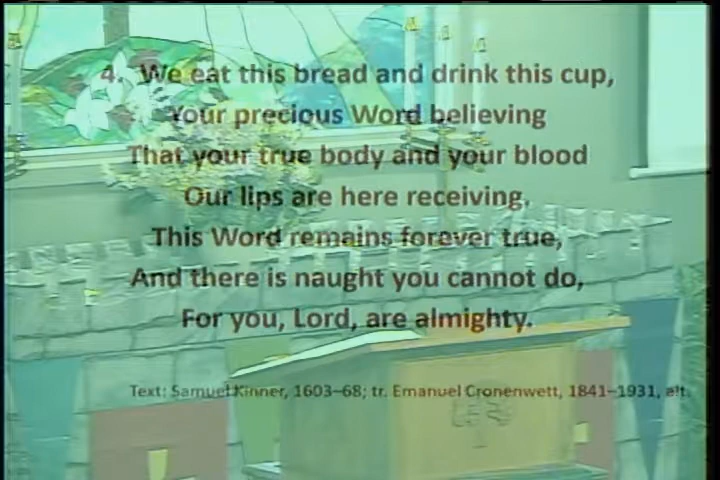 4. We eat this bread and drink this cup,
Your precious Word believing
That your true body and your blood
Our lips are here receiving.
This Word remains forever true,
And there is naught you cannot do,
For you, Lord, are almighty.
Text: Samuel Kinner, 1603–68; tr. Emanuel Cronenwett, 1841–1931, alt.